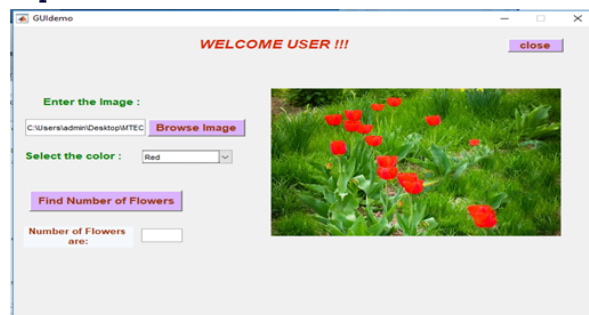 GUIdemo
WELCOME USER !!!
close
Enter the Image :
C:\Users\admin\Desktop\MTEC
Browse Image
Select the color :
Red
Find Number of Flowers
Number of Flowers
are: